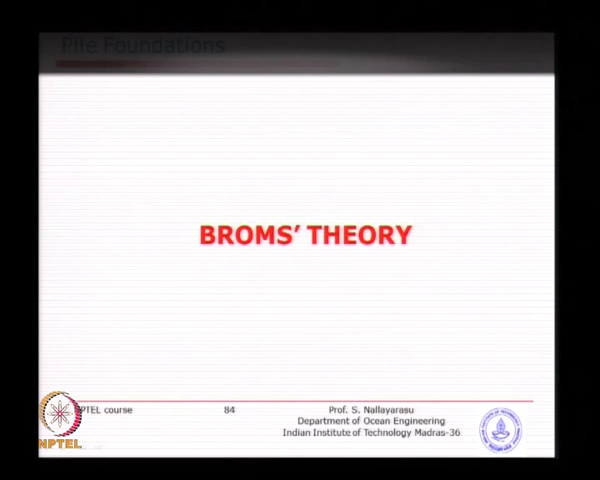 Pile Foundations
BROMS’ THEORY
NPTEL course
84
Prof. S. Nallayarasu
Department of Ocean Engineering
Indian Institute of Technology Madras-36
NPTEL